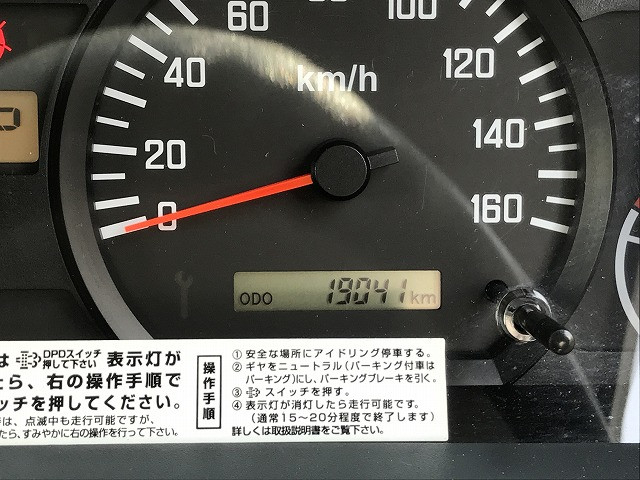 60
80
100
40
km/h
120
20
140
0
160
ODO 19041 km
は DPDスイッチ 押して下さい 表示灯が
たら、右の操作手順で
ッチを押してください。
は、点滅中も走行可能ですが、
たら、すみやかに右の操作を行って下さい。
操作手順
① 安全な場所にアイドリング停車する。
② ギヤをニュートラル(パーキング付車は
パーキング)にし、パーキングブレーキを引く。
③ スイッチを押す。
④ 表示灯が消灯したら走行可能です。
(通常15〜20分程度で終了します)
詳しくは取扱説明書をご覧下さい。